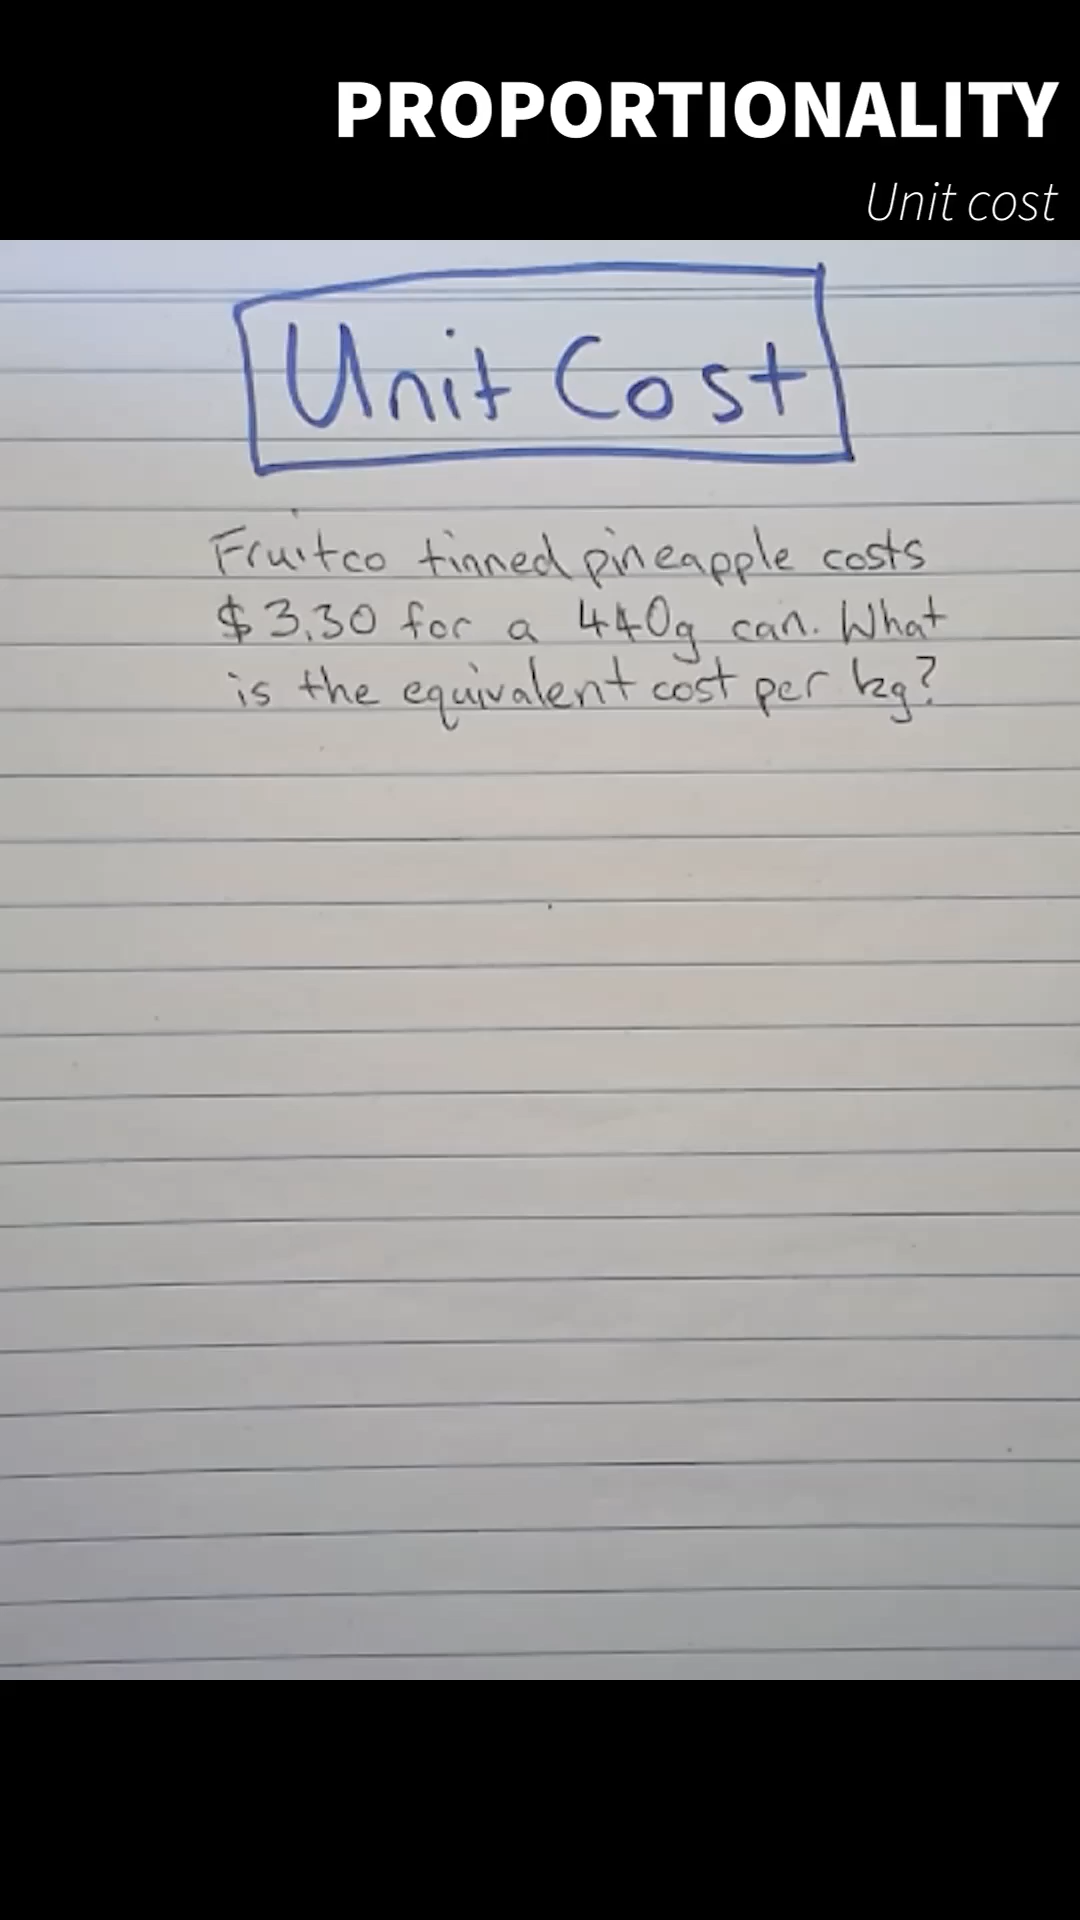 PROPORTIONALITY
Unit cost
Unit Cost
Fruitco tinned pineapple costs
$3.30 for a 440g can. What
is the equivalent cost per kg?